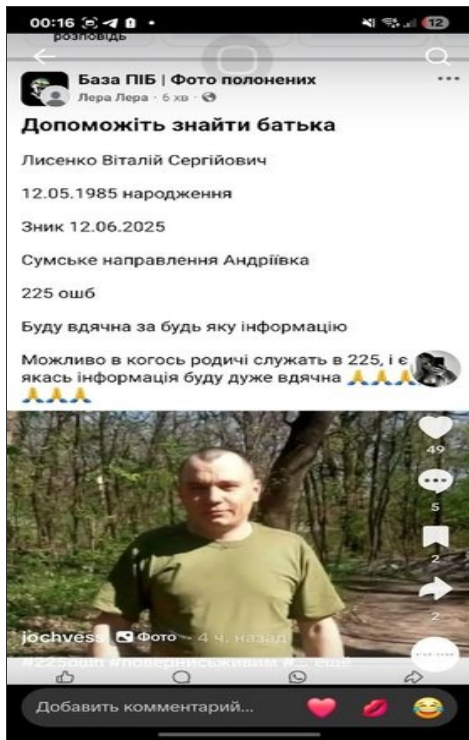 00:16
12
розповідь
База ПІБ | Фото полонених
Лера Лера · 6 хв ·
Допоможіть знайти батька
Лисенко Віталій Сергійович
12.05.1985 народження
Зник 12.06.2025
Сумське направлення Андріївка
225 ошб
Буду вдячна за будь яку інформацію
Можливо в когось родичі служать в 225, і є
якась інформація буду дуже вдячна 🙏🙏🙏
🙏🙏🙏
49
5
2
2
jochvess Фото · 4 ч. назад
#225ошп #повернисьживим #... ещё
Добавить комментарий...